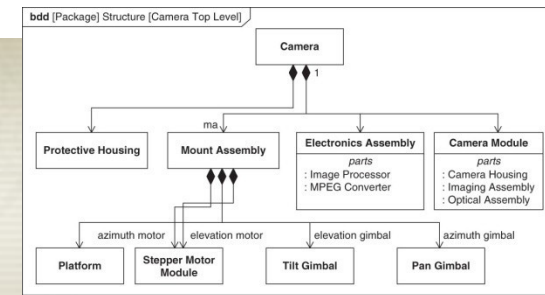 bdd [Package] Structure [Camera Top Level]
Camera
1
ma
Protective Housing
Mount Assembly
Electronics Assembly
parts
: Image Processor
: MPEG Converter
Camera Module
parts
: Camera Housing
: Imaging Assembly
: Optical Assembly
azimuth motor
elevation motor
elevation gimbal
azimuth gimbal
Platform
Stepper Motor
Module
Tilt Gimbal
Pan Gimbal